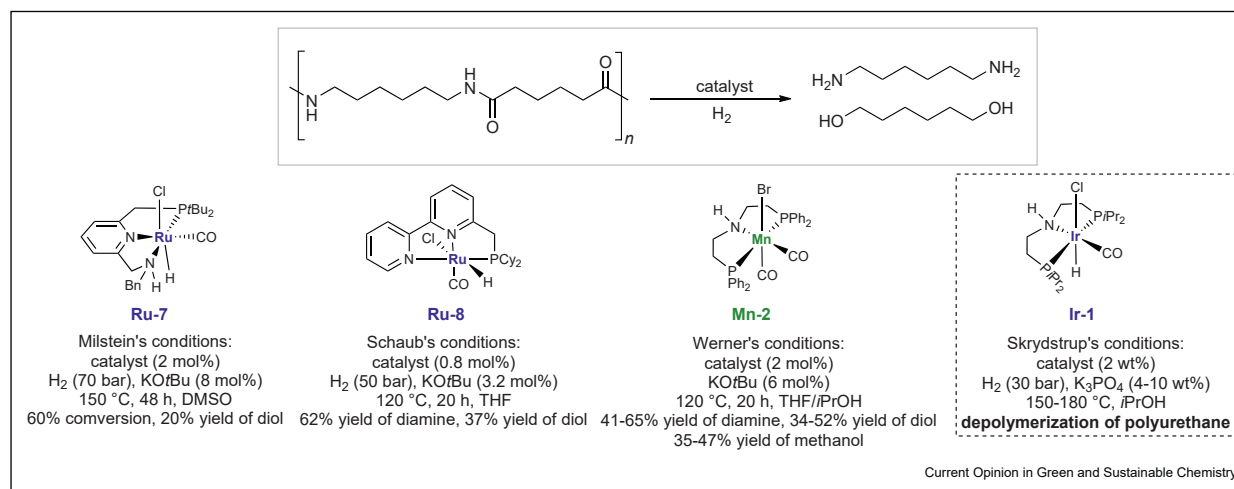 H
N
O
catalyst
H2
N
H
O
n
H2N
NH2
HO
OH
Cl
PtBu2
N
Ru
CO
N
H
H
Bn
H
Ru-7
Milstein's conditions:
catalyst (2 mol%)
H2 (70 bar), KOtBu (8 mol%)
150 °C, 48 h, DMSO
60% comversion, 20% yield of diol
Cl
N
N
Ru
PCy2
CO
H
Ru-8
Schaub's conditions:
catalyst (0.8 mol%)
H2 (50 bar), KOtBu (3.2 mol%)
120 °C, 20 h, THF
62% yield of diamine, 37% yield of diol
Br
H
N
PPh2
Mn
CO
P
Ph2
CO
Mn-2
Werner's conditions:
catalyst (2 mol%)
KOtBu (6 mol%)
120 °C, 20 h, THF/iPrOH
41-65% yield of diamine, 34-52% yield of diol
35-47% yield of methanol
Cl
H
N
PiPr2
Ir
CO
PiPr2
H
Ir-1
Skrydstrup's conditions:
catalyst (2 wt%)
H2 (30 bar), K3PO4 (4-10 wt%)
150-180 °C, iPrOH
depolymerization of polyurethane
Current Opinion in Green and Sustainable Chemistry